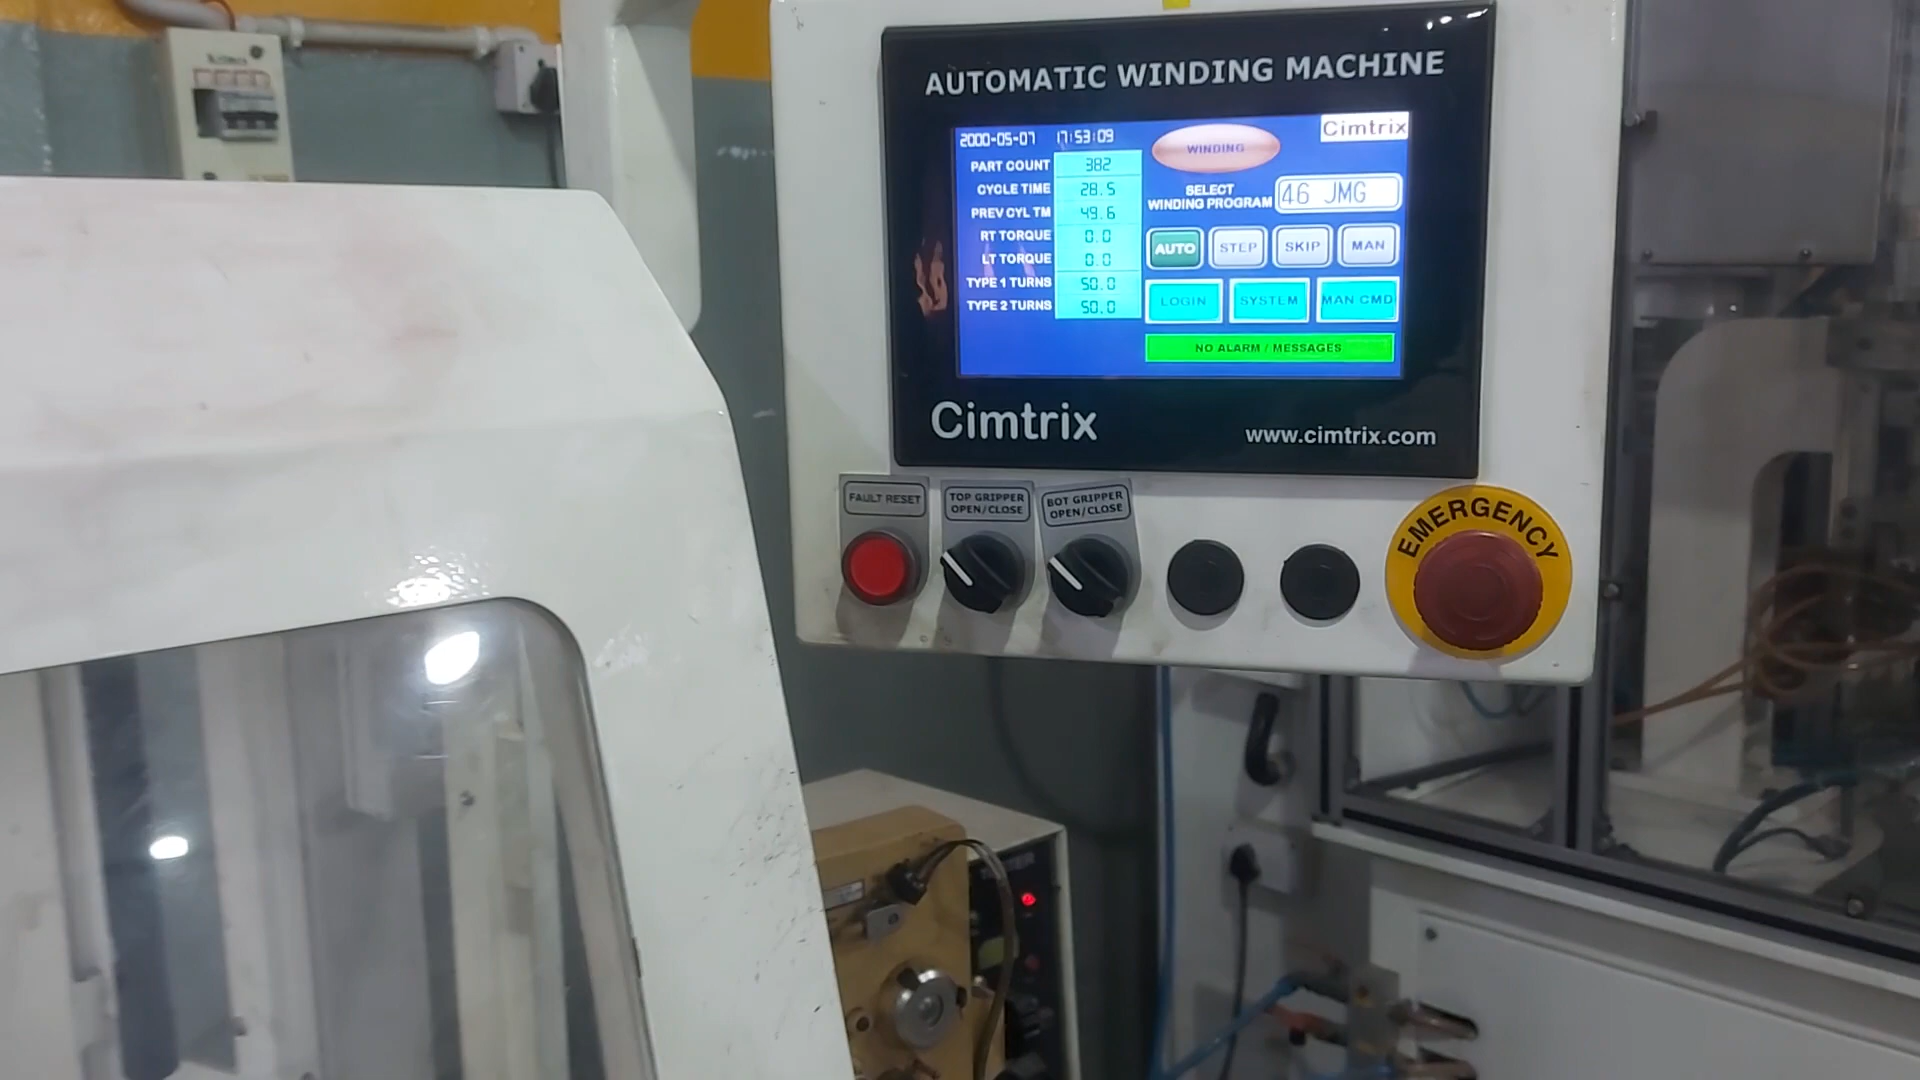 AUTOMATIC WINDING MACHINE
2000-05-07 17:53:09
WINDING
Cimtrix
PART COUNT 382
CYCLE TIME 28.5
PREV CYL TM 49.6
RT TORQUE 0.0
LT TORQUE 0.0
TYPE 1 TURNS 50.0
TYPE 2 TURNS 50.0
SELECT
WINDING PROGRAM
46 JMG
AUTO STEP SKIP MAN
LOGIN SYSTEM MAN CMD
NO ALARM / MESSAGES
Cimtrix
www.cimtrix.com
FAULT RESET
TOP GRIPPER
OPEN/CLOSE
BOT GRIPPER
OPEN/CLOSE
EMERGENCY